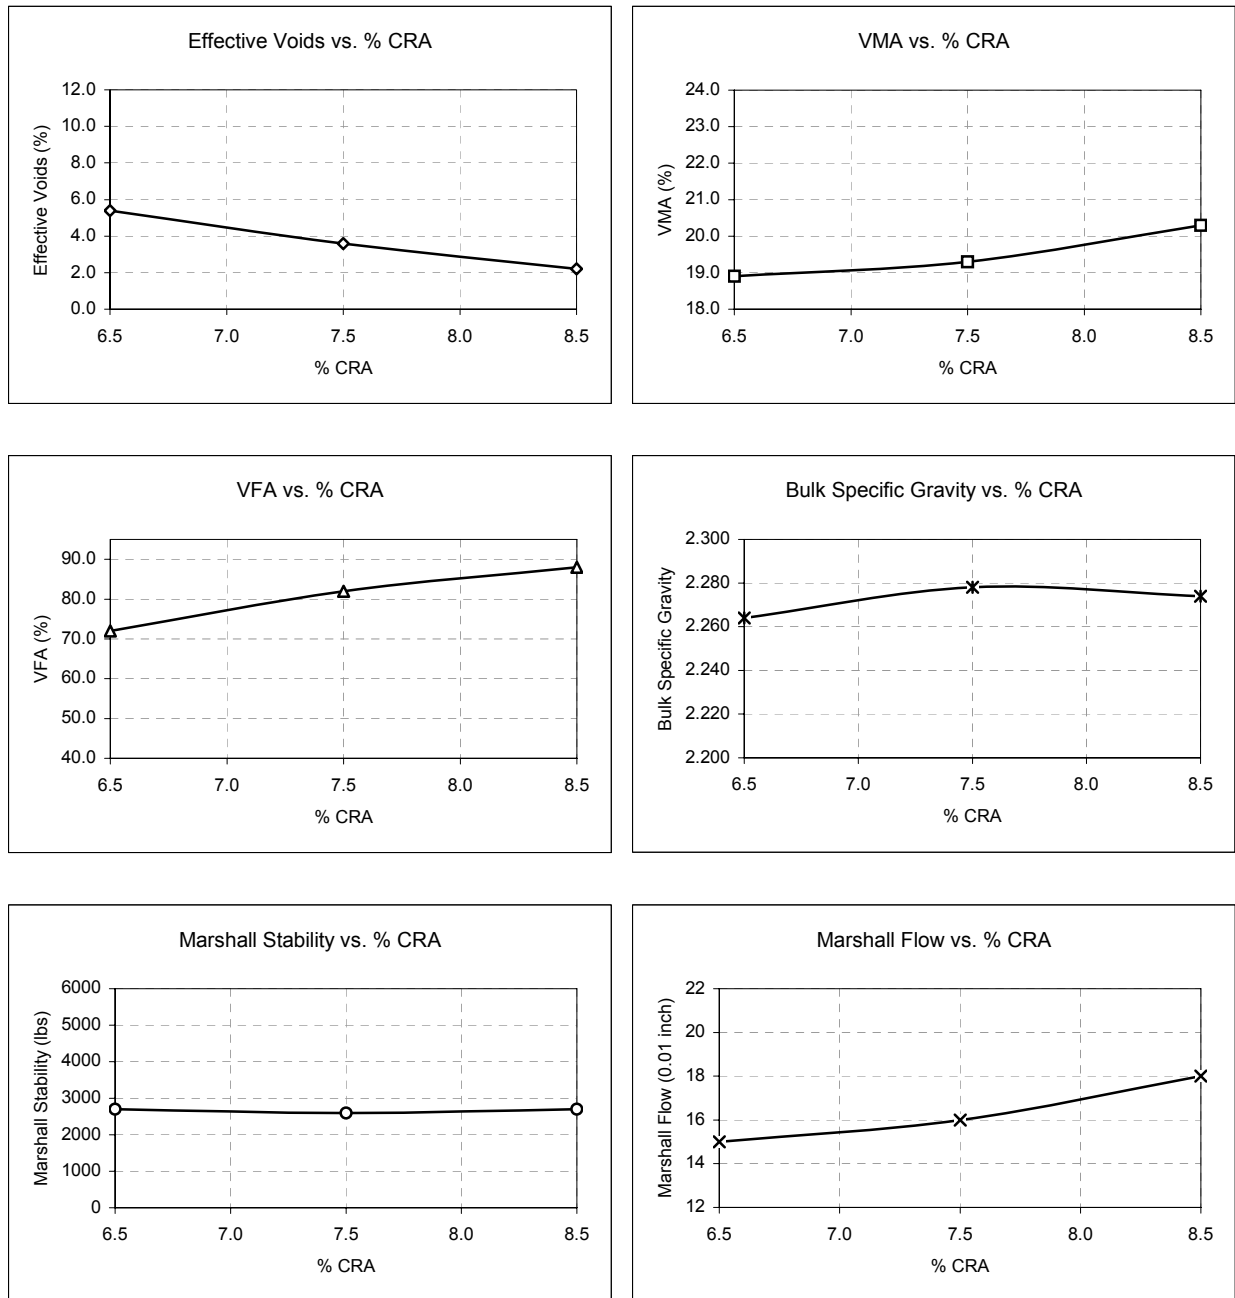 Effective Voids vs. % CRA
Effective Voids (%)
12.0
10.0
8.0
6.0
4.0
2.0
0.0
6.5 7.0 7.5 8.0 8.5
% CRA
VMA vs. % CRA
VMA (%)
24.0
23.0
22.0
21.0
20.0
19.0
18.0
6.5 7.0 7.5 8.0 8.5
% CRA
VFA vs. % CRA
VFA (%)
90.0
80.0
70.0
60.0
50.0
40.0
6.5 7.0 7.5 8.0 8.5
% CRA
Bulk Specific Gravity vs. % CRA
Bulk Specific Gravity
2.300
2.280
2.260
2.240
2.220
2.200
6.5 7.0 7.5 8.0 8.5
% CRA
Marshall Stability vs. % CRA
Marshall Stability (lbs)
6000
5000
4000
3000
2000
1000
0
6.5 7.0 7.5 8.0 8.5
% CRA
Marshall Flow vs. % CRA
Marshall Flow (0.01 inch)
22
20
18
16
14
12
6.5 7.0 7.5 8.0 8.5
% CRA